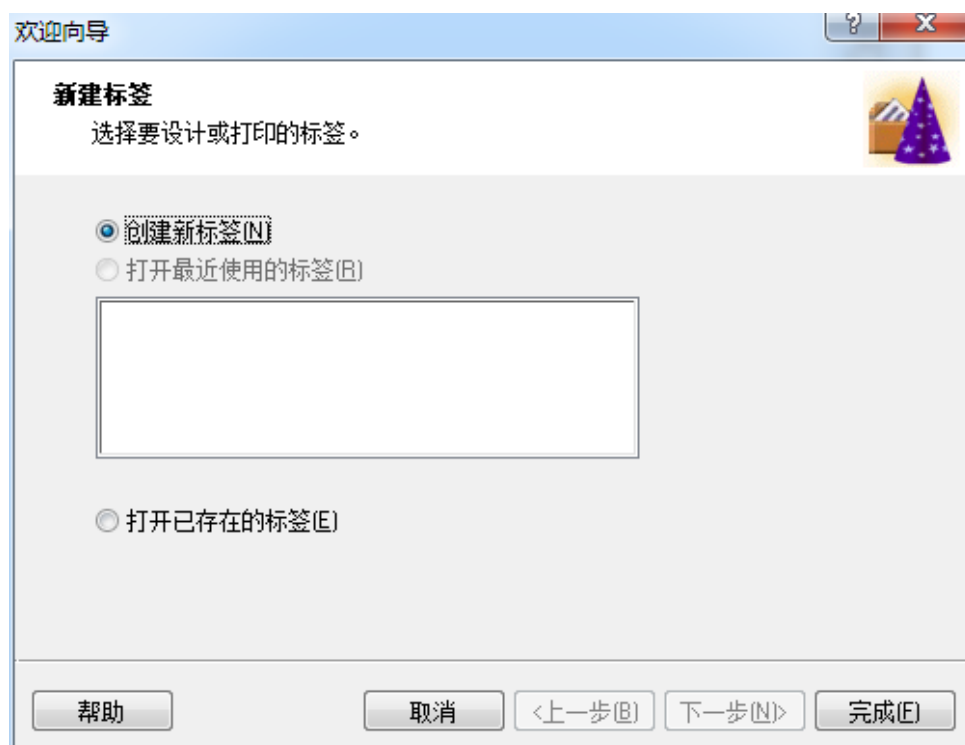 欢迎向导
?
新建标签
选择要设计或打印的标签。
创建新标签(N)
打开最近使用的标签(R)
打开已存在的标签(E)
帮助 取消 <上一步(B) 下一步(N)> 完成(F)